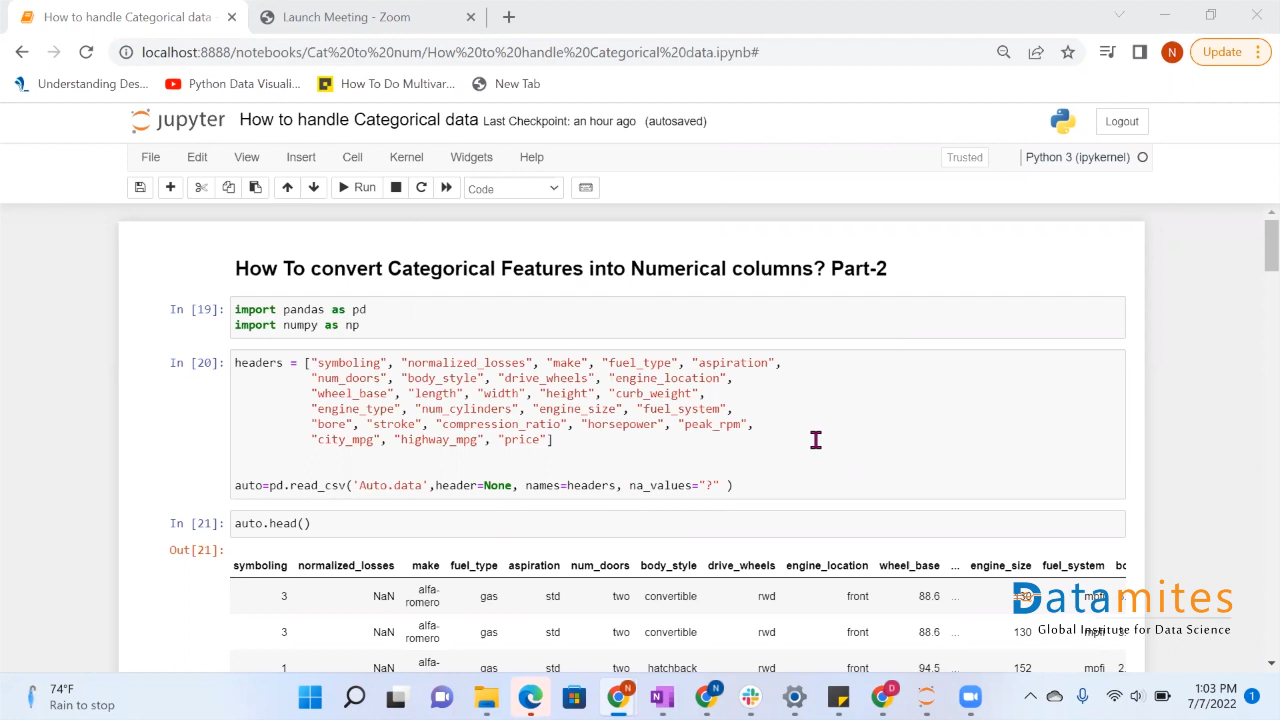 How to handle Categorical data -
Launch Meeting - Zoom
localhost:8888/notebooks/Cat%20to%20num/How%20to%20handle%20Categorical%20data.ipynb#
N
Update
Understanding Des...
Python Data Visuali...
How To Do Multivar...
New Tab
jupyter How to handle Categorical data Last Checkpoint: an hour ago (autosaved)
Logout
File Edit View Insert Cell Kernel Widgets Help
Trusted
Python 3 (ipykernel)
Run
Code
How To convert Categorical Features into Numerical columns? Part-2
In [19]: import pandas as pd
import numpy as np
In [20]: headers = ["symboling", "normalized_losses", "make", "fuel_type", "aspiration",
"num_doors", "body_style", "drive_wheels", "engine_location",
"wheel_base", "length", "width", "height", "curb_weight",
"engine_type", "num_cylinders", "engine_size", "fuel_system",
"bore", "stroke", "compression_ratio", "horsepower", "peak_rpm",
"city_mpg", "highway_mpg", "price"]
auto=pd.read_csv('Auto.data',header=None, names=headers, na_values="?" )
In [21]: auto.head()
Out[21]:
symboling normalized_losses make fuel_type aspiration num_doors body_style drive_wheels engine_location wheel_base ... engine_size fuel_system
3 NaN alfa-romero gas std two convertible rwd front 88.6 ... 130 mpfi
3 NaN alfa-romero gas std two convertible rwd front 88.6 ... 130 mpfi
1 NaN alfa- gas std two hatchback rwd front 94.5 ... 152 mpfi
Datamites
Global Institute for Data Science
74°F
Rain to stop
N
N
D
1:03 PM
7/7/2022
1